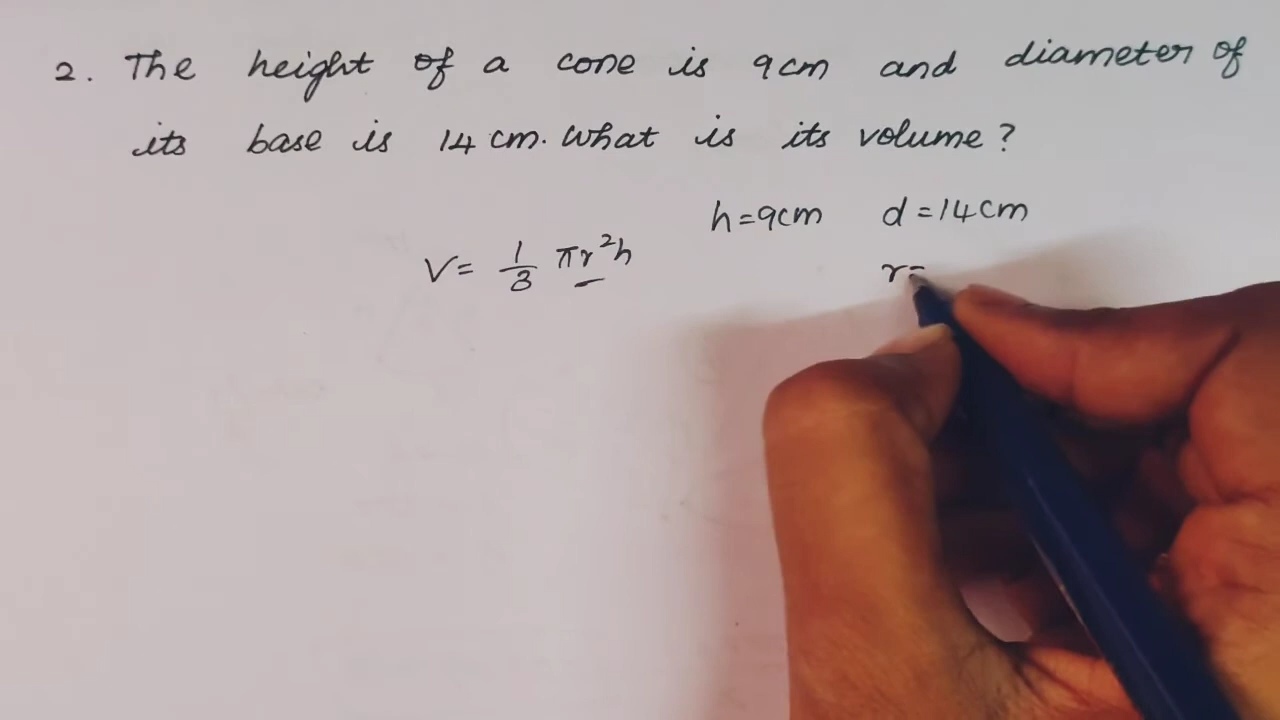 2. The height of a cone is 9cm and diameter of
its base is 14 cm. What is its volume?
h=9cm d=14cm
V= 1/3 πr²h
r=